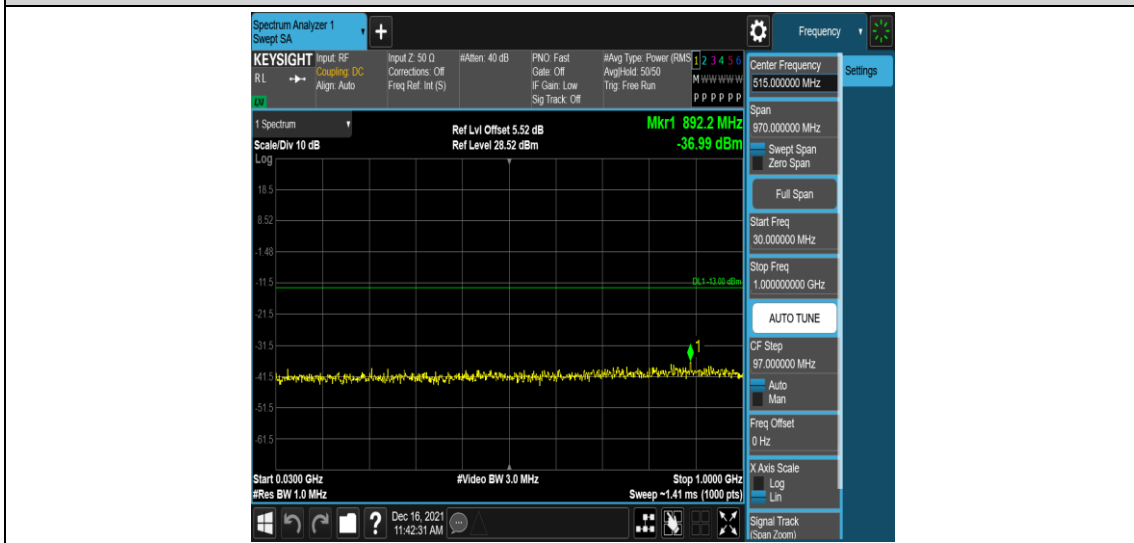 Spectrum Analyzer 1
Swept SA
Frequency
KEYSIGHT
RL
LXI
Input: RF
Coupling: DC
Align: Auto
Input Z: 50 Ω
Corrections: Off
Freq Ref: Int (S)
#Atten: 40 dB
PNO: Fast
Gate: Off
IF Gain: Low
Sig Track: Off
#Avg Type: Power (RMS
Avg|Hold: 50/50
Trig: Free Run
1 2 3 4 5 6
M W W W W W
P P P P P P
Center Frequency
515.000000 MHz
Settings
Span
970.000000 MHz
Swept Span
Zero Span
Full Span
Start Freq
30.000000 MHz
Stop Freq
1.000000000 GHz
AUTO TUNE
CF Step
97.000000 MHz
Auto
Man
Freq Offset
0 Hz
X Axis Scale
Log
Lin
Signal Track
(Span Zoom)
1 Spectrum
Scale/Div 10 dB
Log
Ref Lvl Offset 5.52 dB
Ref Level 28.52 dBm
Mkr1 892.2 MHz
-36.99 dBm
18.5
8.52
-1.48
-11.5
DL1 -13.00 dBm
-21.5
-31.5
1
-41.5
-51.5
-61.5
Start 0.0300 GHz
#Video BW 3.0 MHz
Stop 1.0000 GHz
#Res BW 1.0 MHz
Sweep ~1.41 ms (1000 pts)
?
Dec 16, 2021
11:42:31 AM